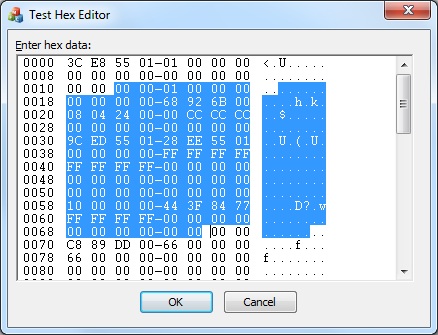 Test Hex Editor
Enter hex data:
0000 3C E8 55 01-01 00 00 00 <.U.....
0008 00 00 00 00-00 00 00 00 ........
0010 00 00 00 00-01 00 00 00 ........
0018 00 00 00 00-68 92 6B 00 ....h.k.
0020 08 04 24 00-00 CC CC CC ..$.....
0028 00 00 00 00-00 00 00 00 ........
0030 9C ED 55 01-28 EE 55 01 ..U.(.U.
0038 00 00 00 00-FF FF FF FF ........
0040 FF FF FF FF-00 00 00 00 ........
0048 00 00 00 00-00 00 00 00 ........
0050 00 00 00 00-00 00 00 00 ........
0058 10 00 00 00-44 3F 84 77 ....D?.w
0060 FF FF FF FF-00 00 00 00 ........
0068 00 00 00 00-00 00 00 00 ........
0070 C8 89 DD 00-66 00 00 00 ....f...
0078 66 00 00 00-00 00 00 00 f.......
0080 00 00 00 00-00 00 00 00 ........
OK Cancel